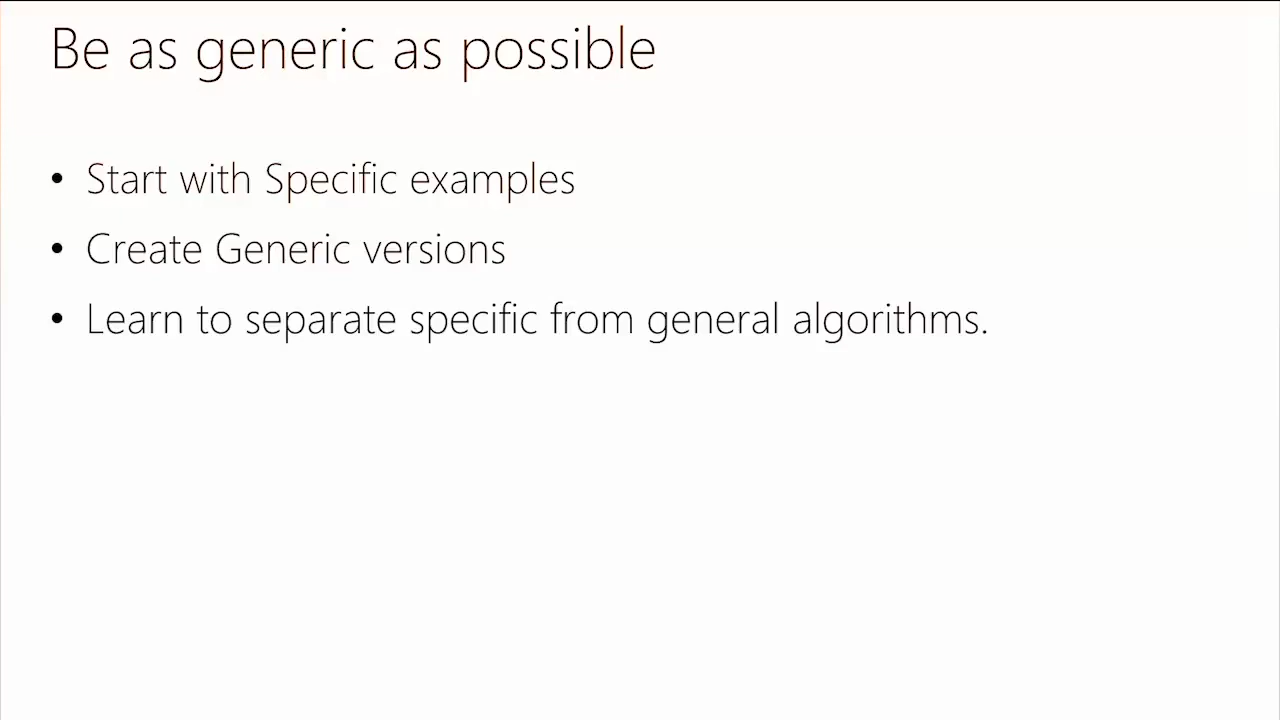 Be as generic as possible
• Start with Specific examples
• Create Generic versions
• Learn to separate specific from general algorithms.